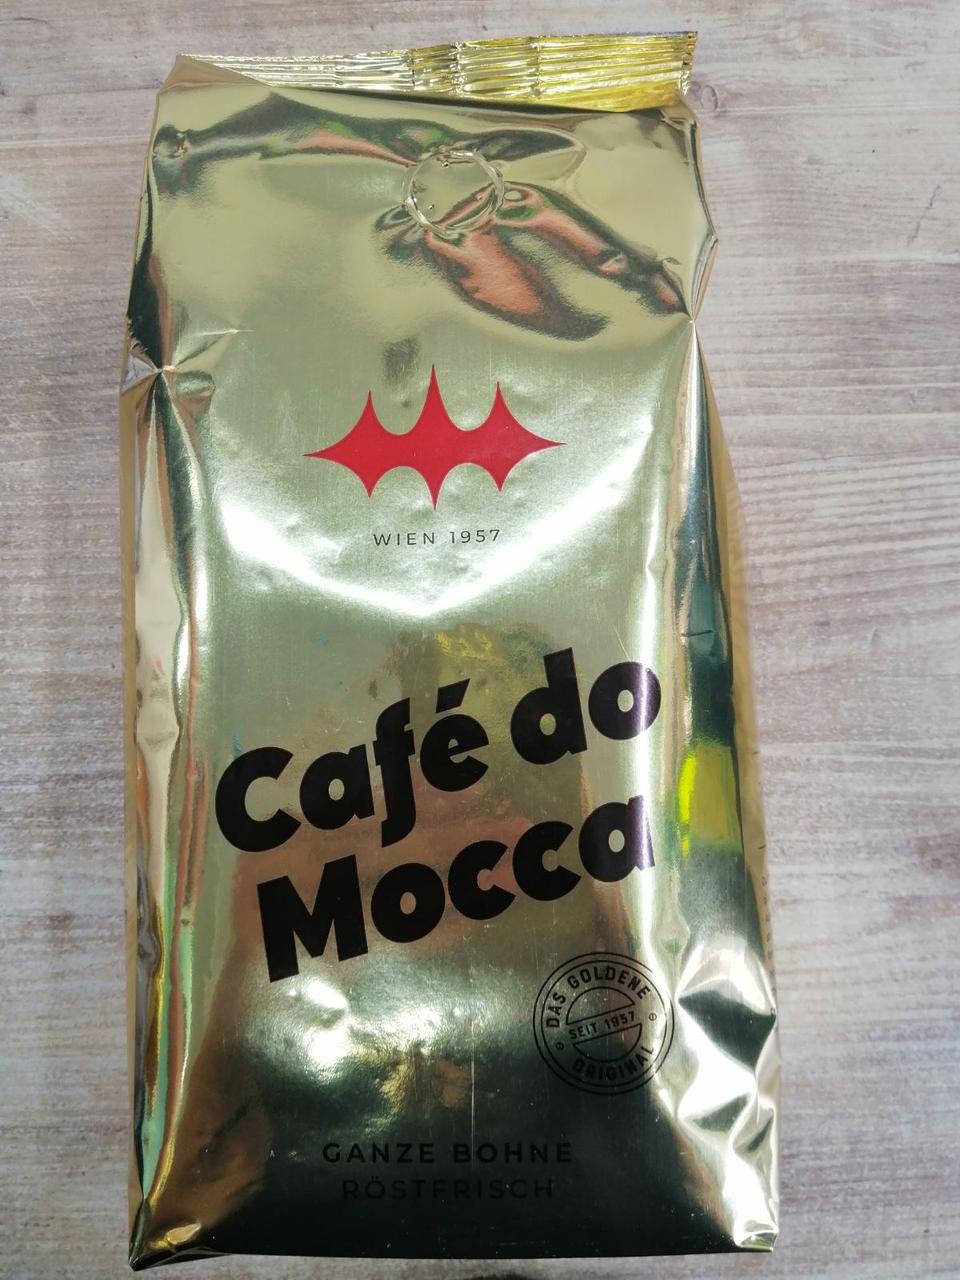 WIEN 1957
Café do
Mocca
DAS GOLDENE
SEIT 1957
ORIGINAL
GANZE BOHNE
RÖSTFRISCH